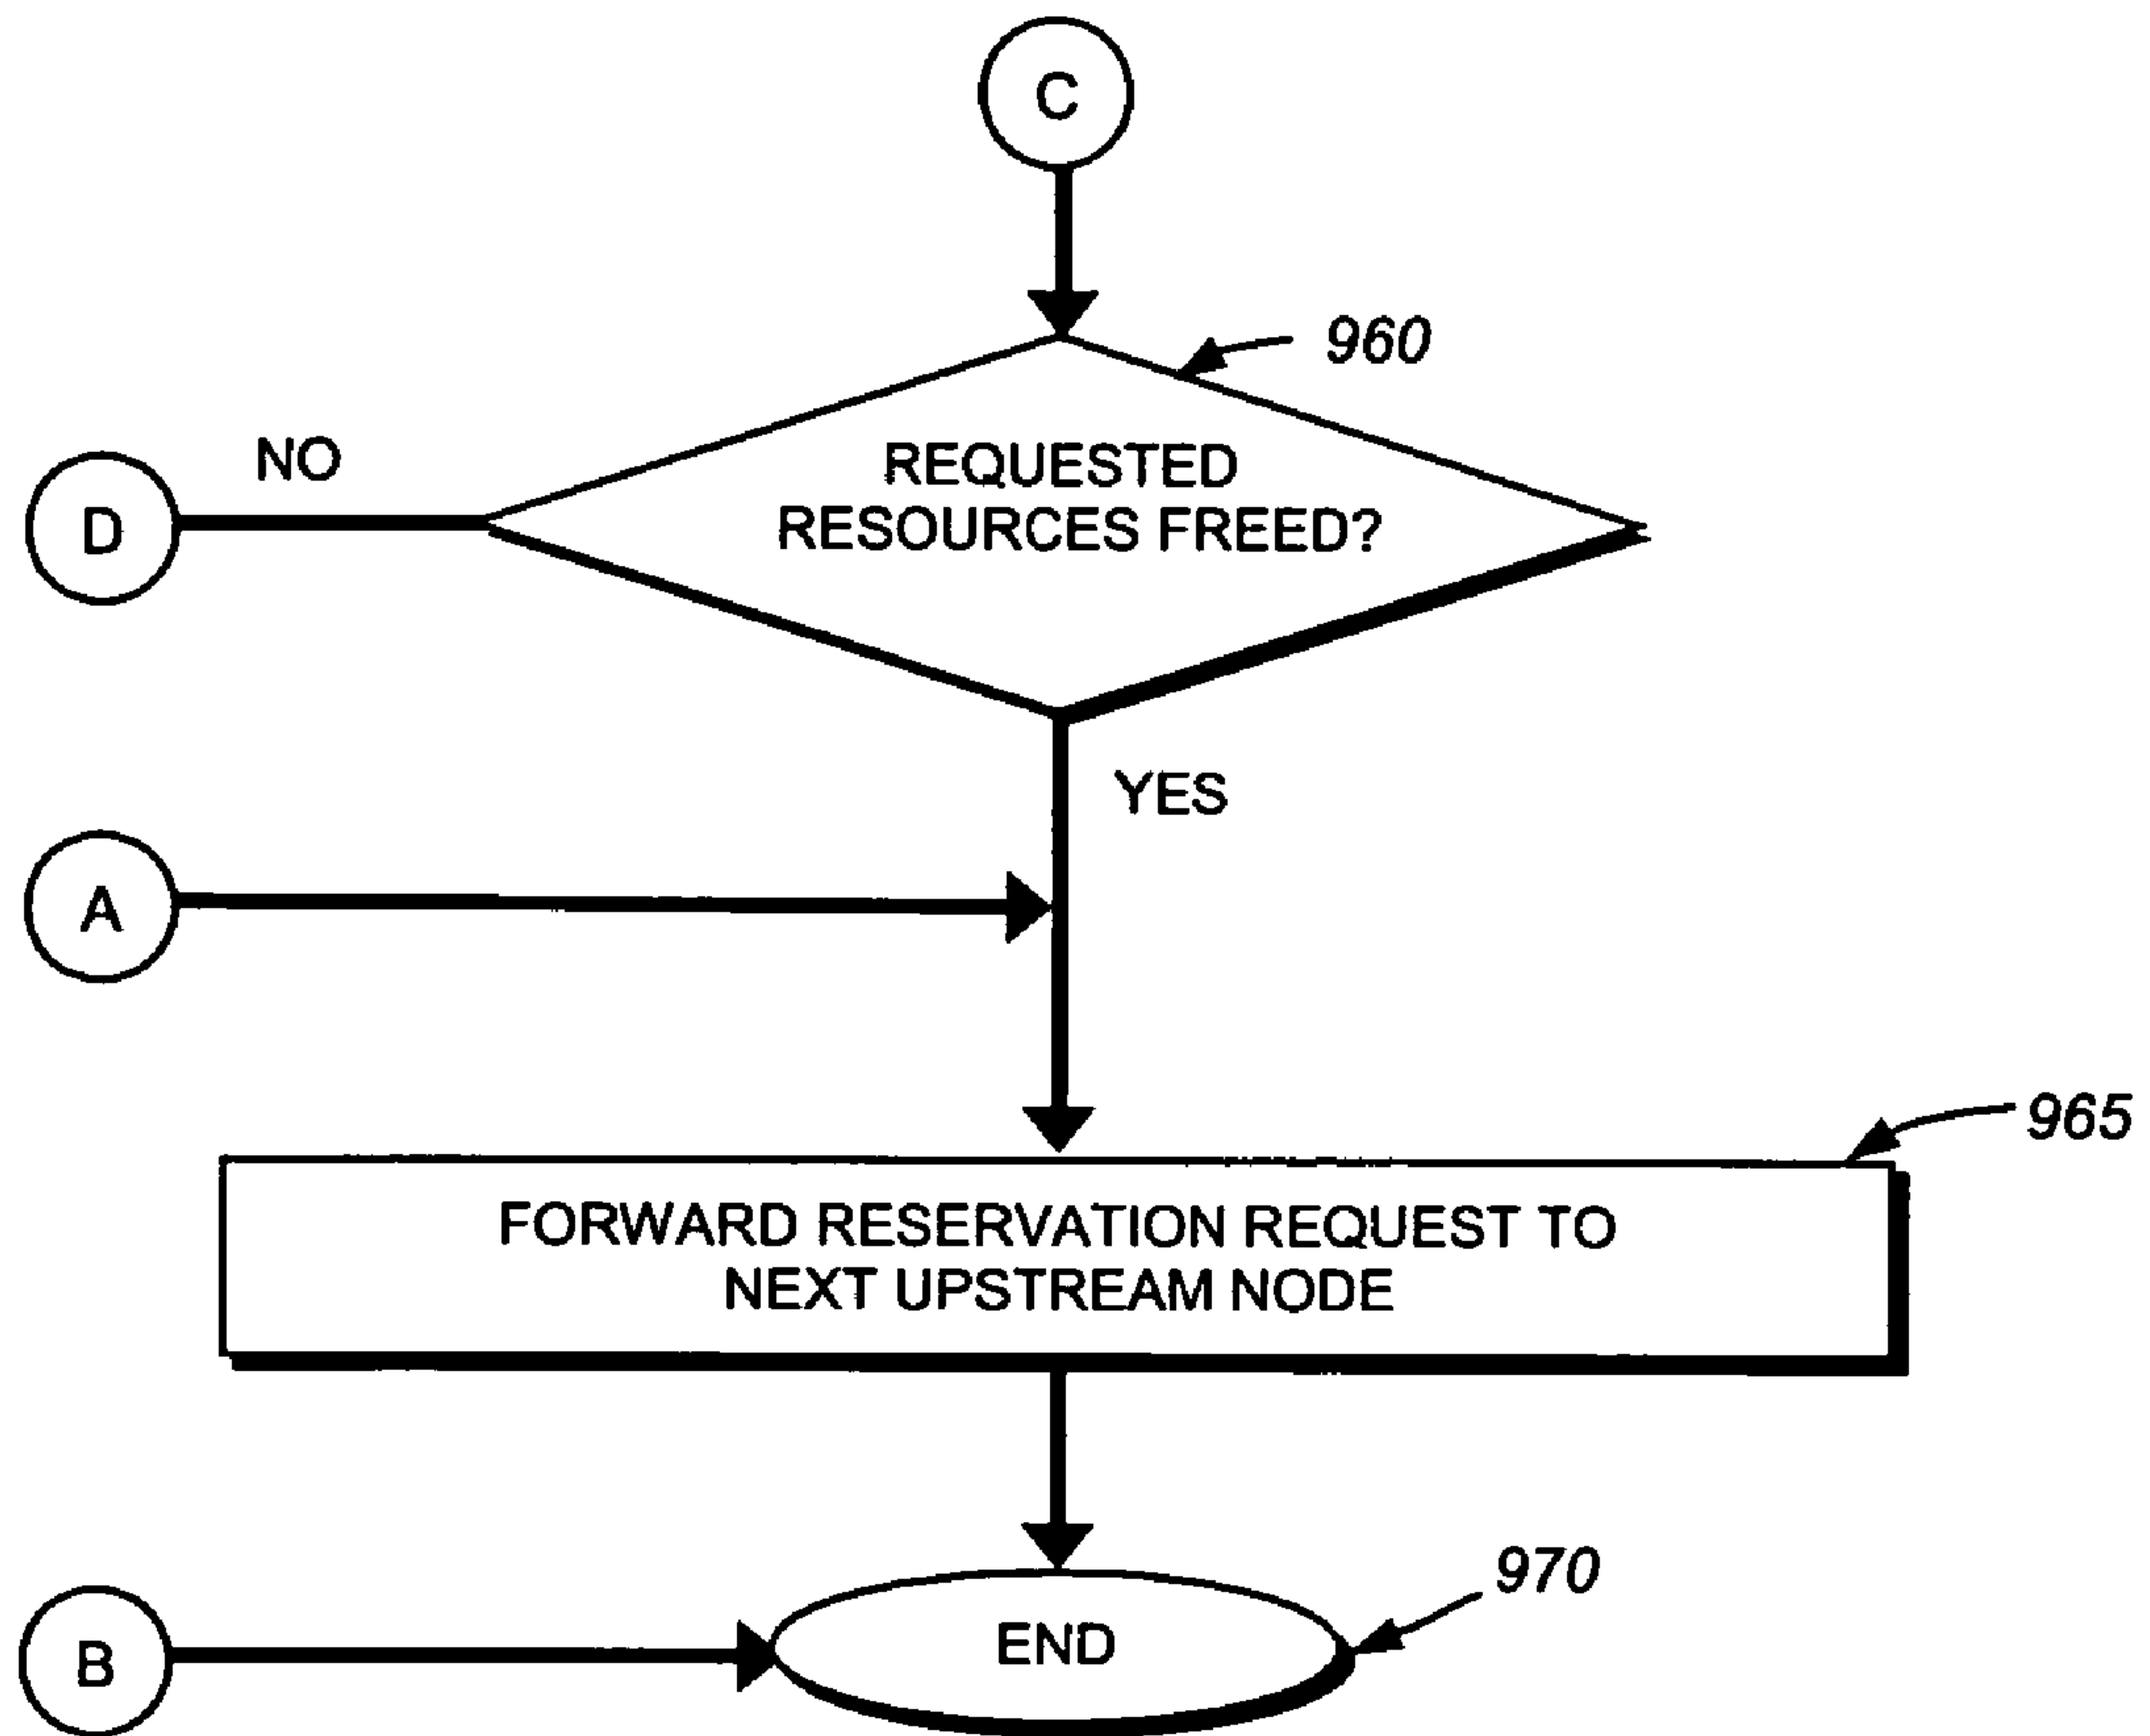 C
960
NO
REQUESTED
RESOURCES FREED?
D
YES
A
965
FORWARD RESERVATION REQUEST TO
NEXT UPSTREAM NODE
970
END
B